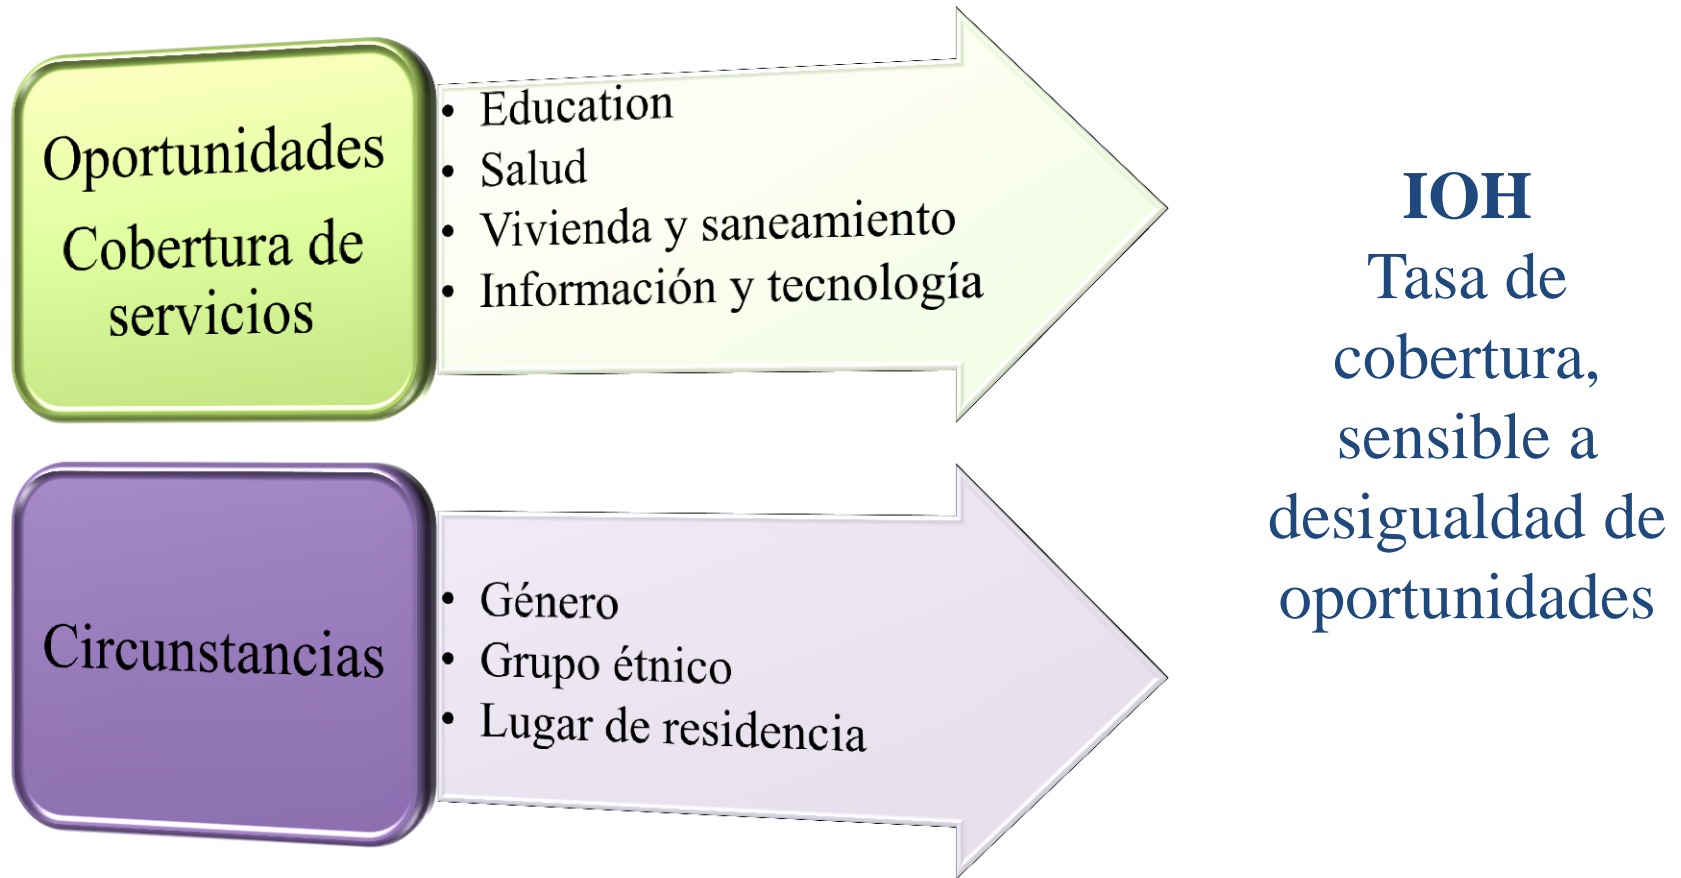 Oportunidades
Cobertura de
servicios
• Education
• Salud
• Vivienda y saneamiento
• Información y tecnología
Circunstancias
• Género
• Grupo étnico
• Lugar de residencia
IOH
Tasa de
cobertura,
sensible a
desigualdad de
oportunidades